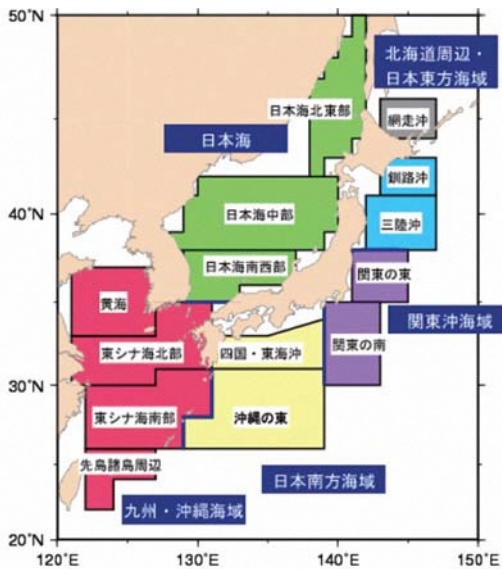 50˚N
北海道周辺・
日本東方海域
日本海北東部
網走沖
日本海
釧路沖
40˚N
日本海中部
三陸沖
日本海南西部
関東の東
黄海
関東沖海域
東シナ海北部
四国・東海沖
関東の南
30˚N
東シナ海南部
沖縄の東
先島諸島周辺
日本南方海域
九州・沖縄海域
20˚N
120˚E
130˚E
140˚E
150˚E